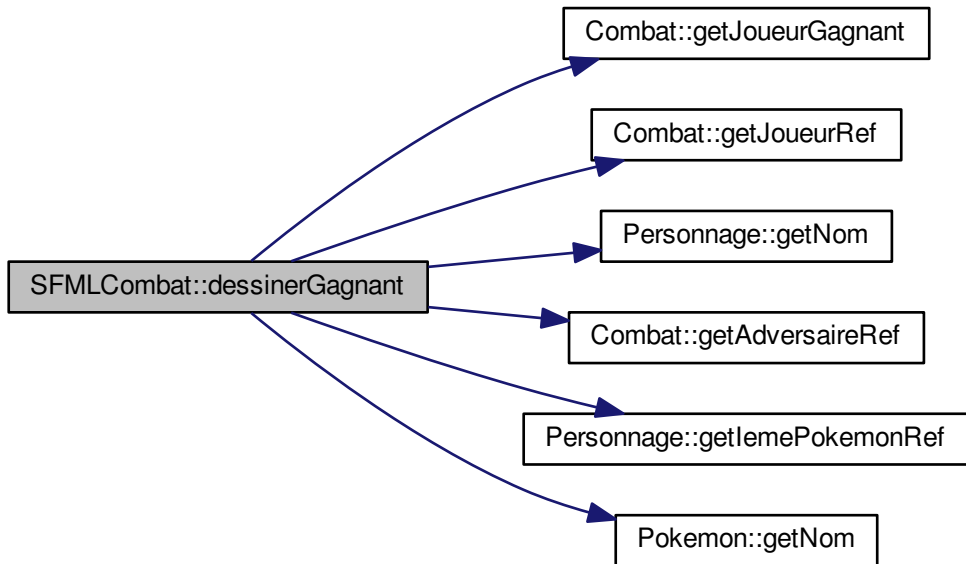 Combat::getJoueurGagnant
Combat::getJoueurRef
Personnage::getNom
SFMLCombat::dessinerGagnant
Combat::getAdversaireRef
Personnage::getIemePokemonRef
Pokemon::getNom